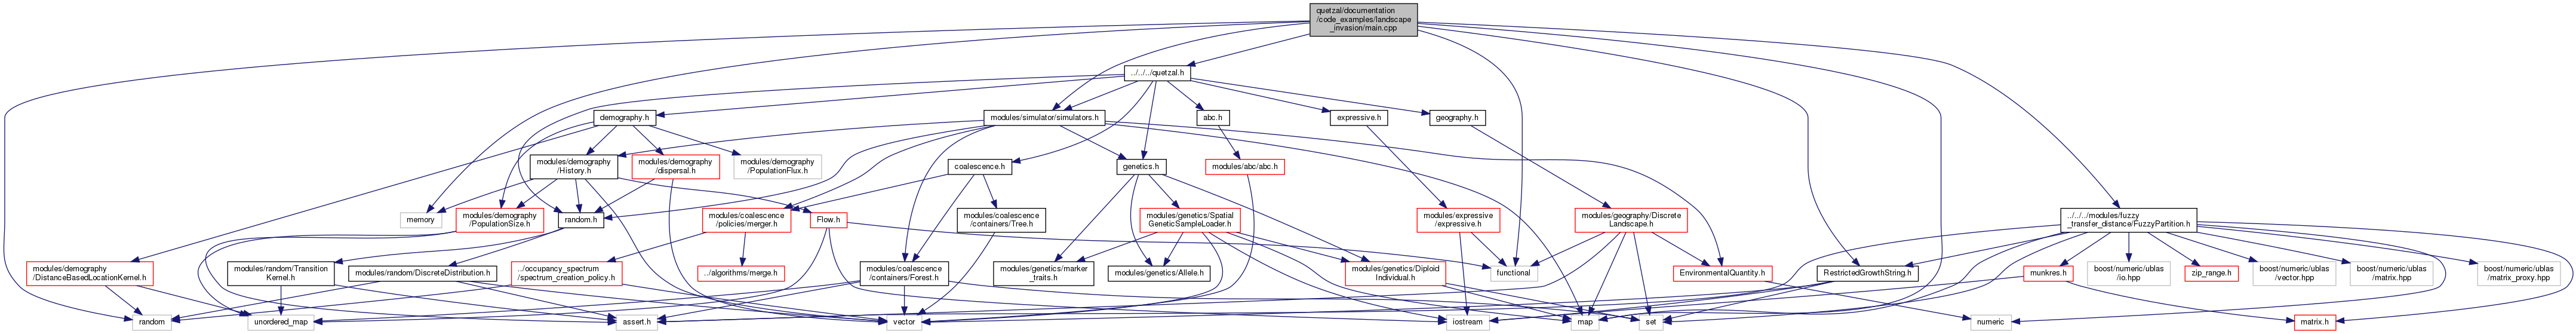 quetzal/documentation
/code_examples/landscape
_invasion/main.cpp
../../../quetzal.h
demography.h
modules/simulator/simulators.h
abc.h
expressive.h
geography.h
modules/demography
/History.h
modules/demography
/dispersal.h
modules/demography
/PopulationFlux.h
coalescence.h
genetics.h
modules/abc/abc.h
memory
modules/demography
/PopulationSize.h
random.h
modules/coalescence
/policies/merger.h
Flow.h
modules/coalescence
/containers/Tree.h
modules/genetics/Spatial
GeneticSampleLoader.h
modules/expressive
/expressive.h
modules/geography/Discrete
Landscape.h
../../../modules/fuzzy
_transfer_distance/FuzzyPartition.h
modules/demography
/DistanceBasedLocationKernel.h
modules/random/Transition
Kernel.h
modules/random/DiscreteDistribution.h
../occupancy_spectrum
/spectrum_creation_policy.h
../algorithms/merge.h
modules/coalescence
/containers/Forest.h
modules/genetics/marker
_traits.h
modules/genetics/Allele.h
modules/genetics/Diploid
Individual.h
functional
EnvironmentalQuantity.h
RestrictedGrowthString.h
munkres.h
boost/numeric/ublas
/io.hpp
zip_range.h
boost/numeric/ublas
/vector.hpp
boost/numeric/ublas
/matrix.hpp
boost/numeric/ublas
/matrix_proxy.hpp
random
unordered_map
assert.h
vector
iostream
map
set
numeric
matrix.h